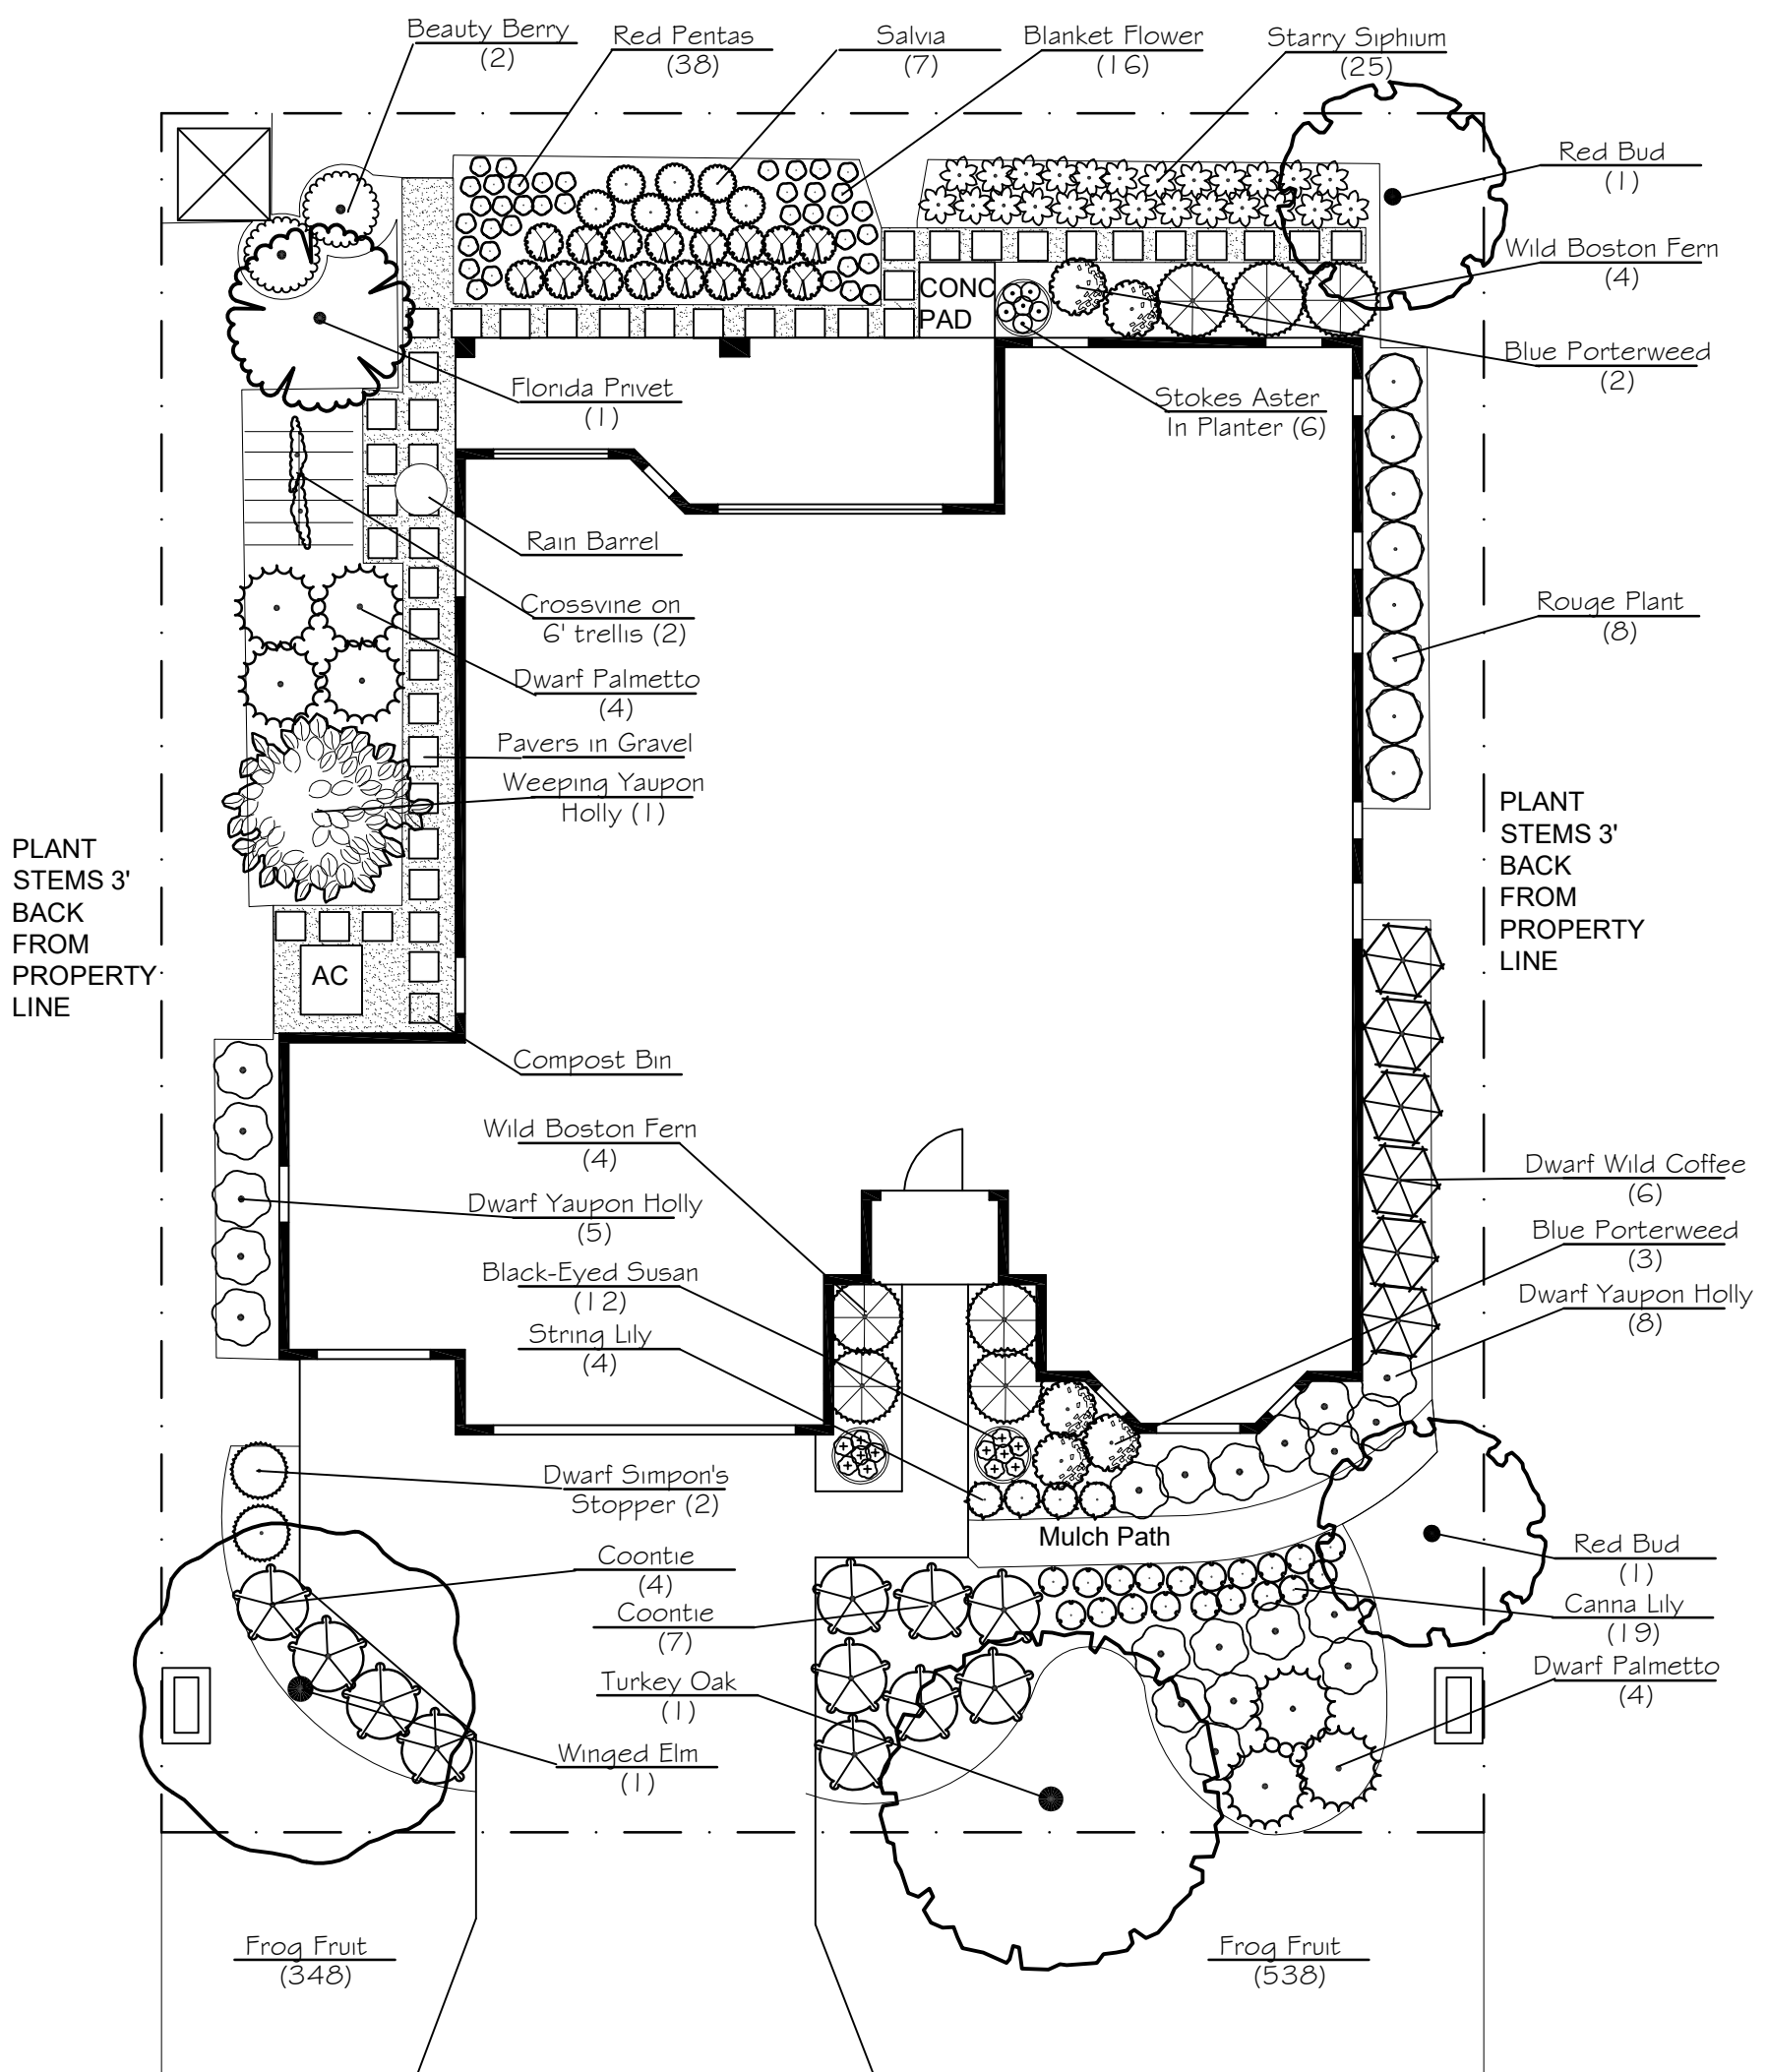 Beauty Berry
(2)
Red Pentas
(38)
Salvia
(7)
Blanket Flower
(16)
Starry Siphium
(25)
Red Bud
(1)
Wild Boston Fern
(4)
Blue Porterweed
(2)
CONC
PAD
Florida Privet
(1)
Stokes Aster
In Planter (6)
Rain Barrel
Crossvine on
6' trellis (2)
Rouge Plant
(8)
Dwarf Palmetto
(4)
Pavers in Gravel
Weeping Yaupon
Holly (1)
PLANT
STEMS 3'
BACK
FROM
PROPERTY
LINE
PLANT
STEMS 3'
BACK
FROM
PROPERTY
LINE
AC
Compost Bin
Wild Boston Fern
(4)
Dwarf Yaupon Holly
(5)
Black-Eyed Susan
(12)
String Lily
(4)
Dwarf Wild Coffee
(6)
Blue Porterweed
(3)
Dwarf Yaupon Holly
(8)
Dwarf Simpon's
Stopper (2)
Mulch Path
Coontie
(4)
Coontie
(7)
Red Bud
(1)
Canna Lily
(19)
Turkey Oak
(1)
Dwarf Palmetto
(4)
Winged Elm
(1)
Frog Fruit
(348)
Frog Fruit
(538)